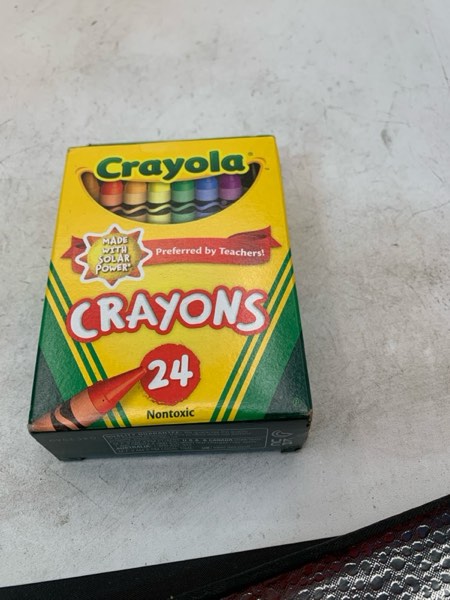 Crayola
MADE
WITH
SOLAR
POWER*
Preferred by Teachers!
CRAYONS
24
Nontoxic